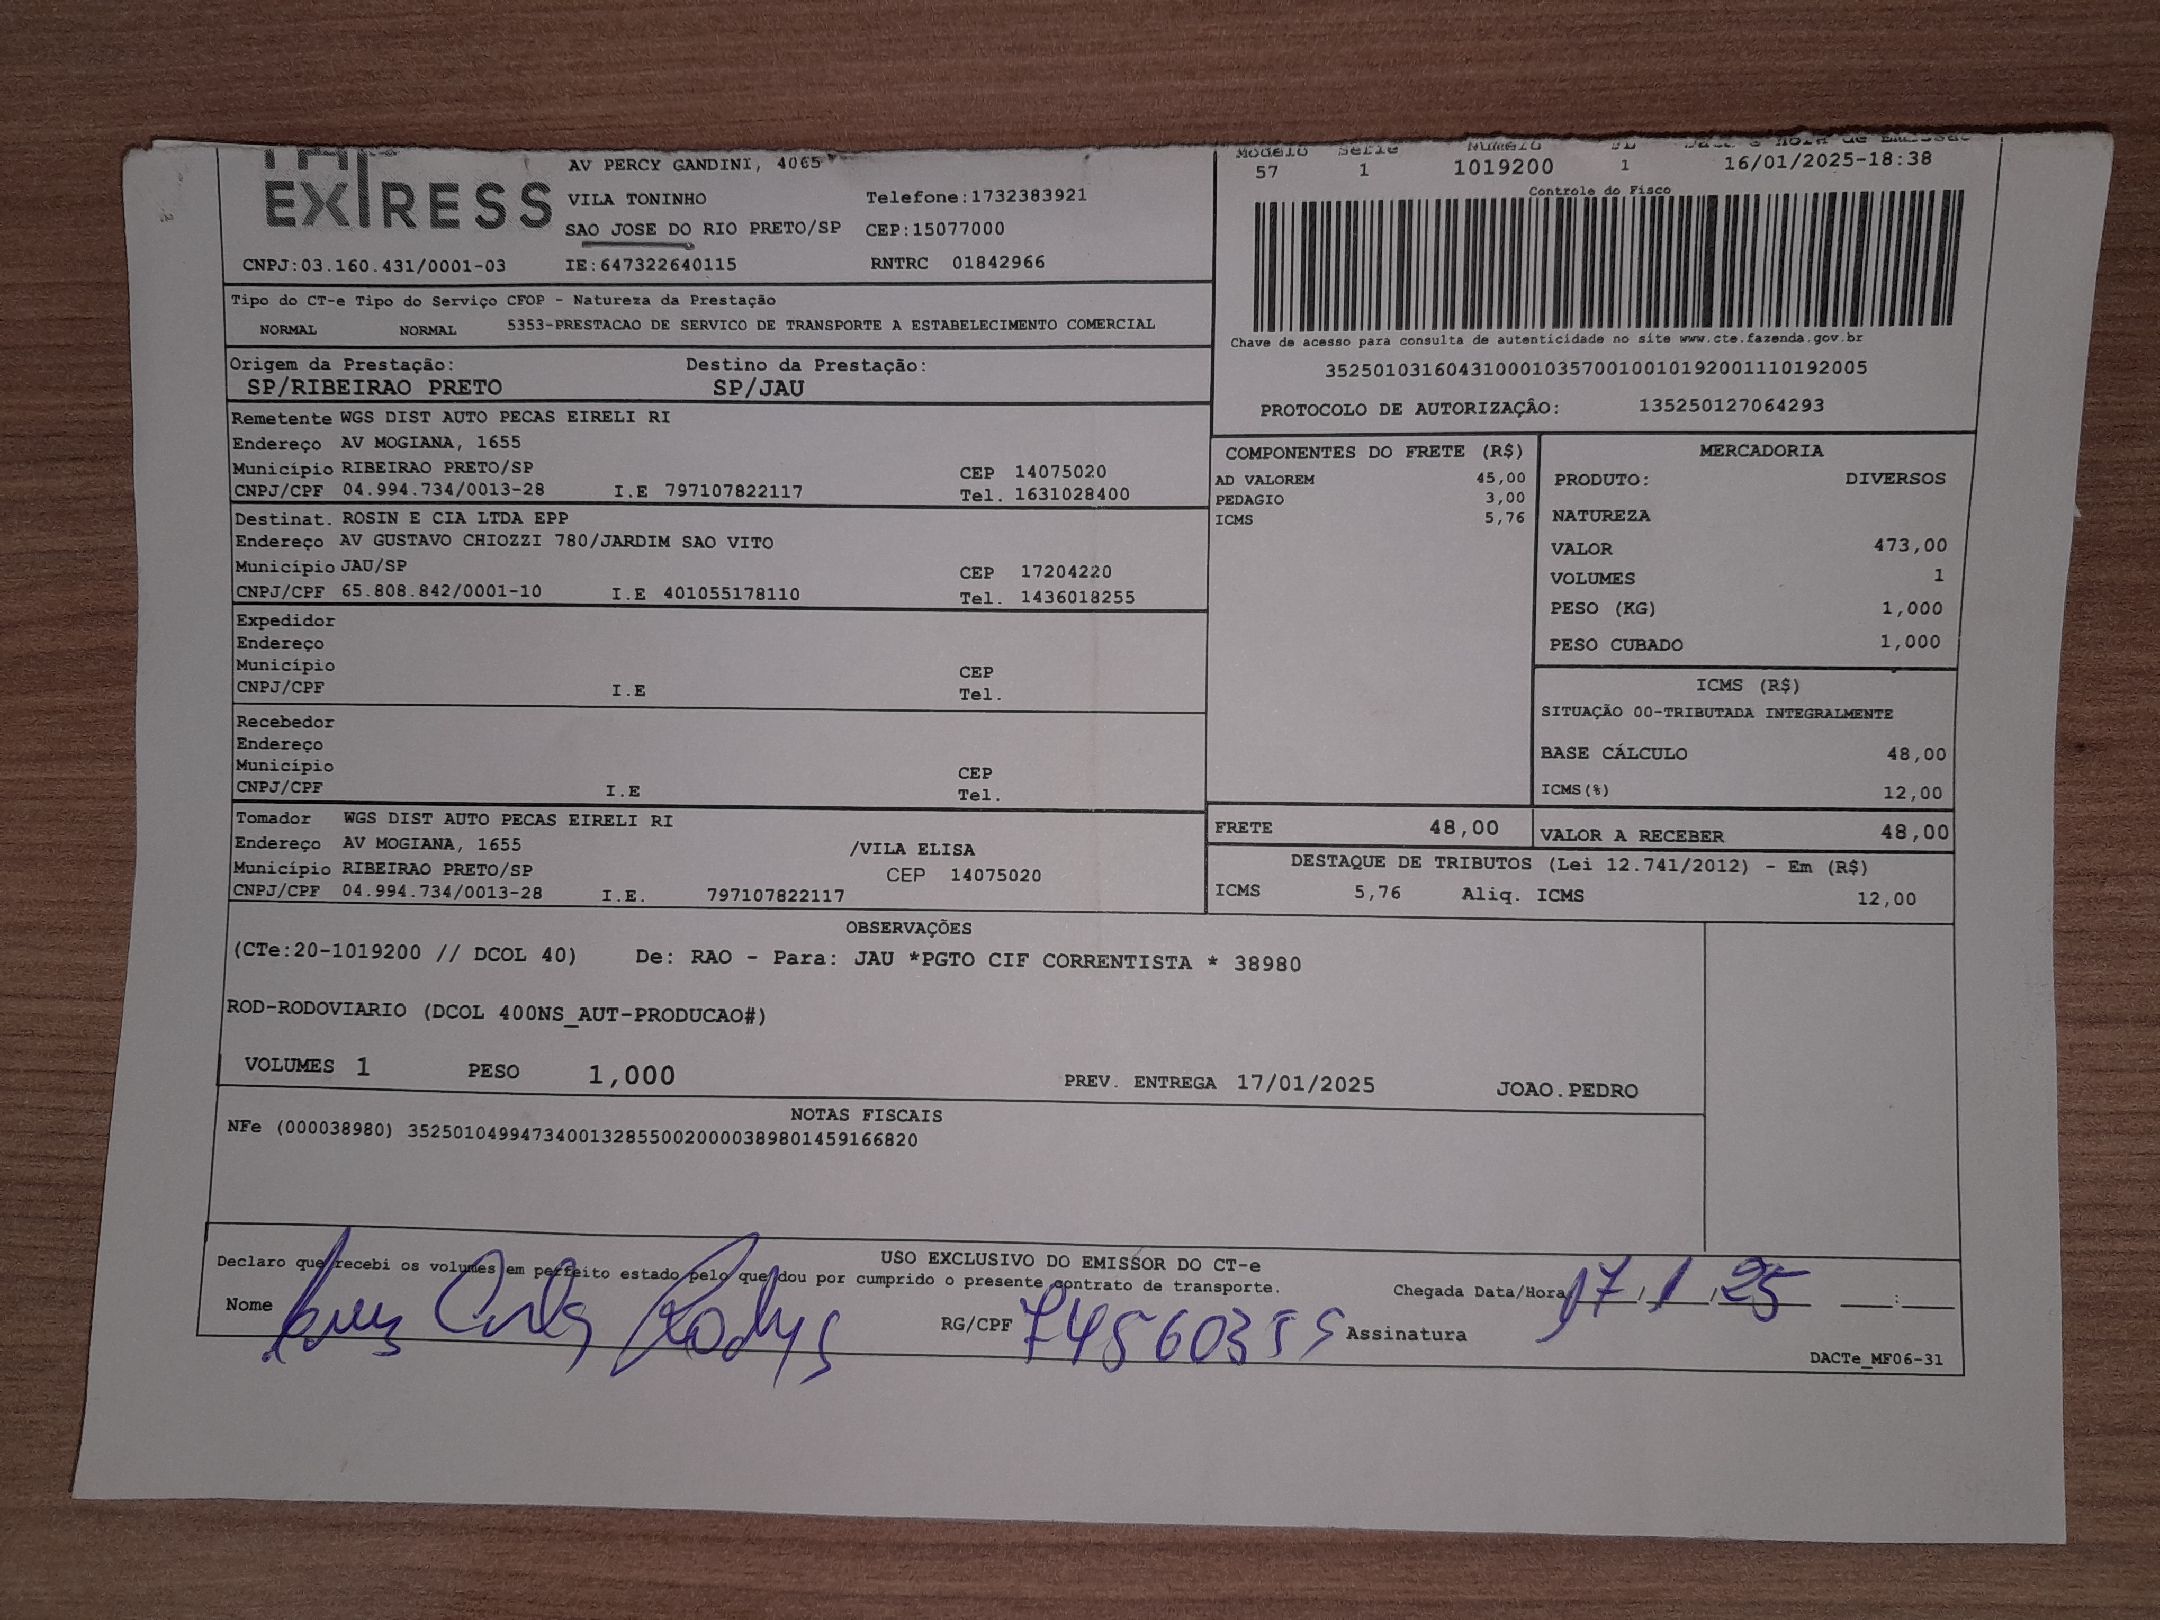 EXPRESS
AV PERCY GANDINI, 4065
VILA TONINHO Telefone:1732383921
SAO JOSE DO RIO PRETO/SP CEP:15077000
CNPJ:03.160.431/0001-03 IE:647322640115 RNTRC 01842966
Modelo Serie Numero FL Data e Hora de Emissao
57 1 1019200 1 16/01/2025-18:38
Controle do Fisco
Chave de acesso para consulta de autenticidade no site www.cte.fazenda.gov.br
35250103160431000103570010010192001110192005
PROTOCOLO DE AUTORIZAÇÃO: 135250127064293
Tipo do CT-e Tipo do Serviço CFOP - Natureza da Prestação
NORMAL NORMAL 5353-PRESTACAO DE SERVICO DE TRANSPORTE A ESTABELECIMENTO COMERCIAL
Origem da Prestação: Destino da Prestação:
SP/RIBEIRAO PRETO SP/JAU
Remetente WGS DIST AUTO PECAS EIRELI RI
Endereço AV MOGIANA, 1655
Município RIBEIRAO PRETO/SP CEP 14075020
CNPJ/CPF 04.994.734/0013-28 I.E 797107822117 Tel. 1631028400
Destinat. ROSIN E CIA LTDA EPP
Endereço AV GUSTAVO CHIOZZI 780/JARDIM SAO VITO
Município JAU/SP CEP 17204220
CNPJ/CPF 65.808.842/0001-10 I.E 401055178110 Tel. 1436018255
Expedidor
Endereço
Município CEP
CNPJ/CPF I.E Tel.
Recebedor
Endereço
Município CEP
CNPJ/CPF I.E Tel.
Tomador WGS DIST AUTO PECAS EIRELI RI
Endereço AV MOGIANA, 1655 /VILA ELISA
Município RIBEIRAO PRETO/SP CEP 14075020
CNPJ/CPF 04.994.734/0013-28 I.E. 797107822117
COMPONENTES DO FRETE (R$)
AD VALOREM 45,00
PEDAGIO 3,00
ICMS 5,76
MERCADORIA
PRODUTO: DIVERSOS
NATUREZA
VALOR 473,00
VOLUMES 1
PESO (KG) 1,000
PESO CUBADO 1,000
ICMS (R$)
SITUAÇÃO 00-TRIBUTADA INTEGRALMENTE
BASE CÁLCULO 48,00
ICMS(%) 12,00
FRETE 48,00 VALOR A RECEBER 48,00
DESTAQUE DE TRIBUTOS (Lei 12.741/2012) - Em (R$)
ICMS 5,76 Aliq. ICMS 12,00
OBSERVAÇÕES
(CTe:20-1019200 // DCOL 40) De: RAO - Para: JAU *PGTO CIF CORRENTISTA * 38980
ROD-RODOVIARIO (DCOL 400NS_AUT-PRODUCAO#)
VOLUMES 1 PESO 1,000 PREV. ENTREGA 17/01/2025 JOAO.PEDRO
NOTAS FISCAIS
NFe (000038980) 35250104994734001328550020000389801459166820
USO EXCLUSIVO DO EMISSOR DO CT-e
Declaro que recebi os volumes em perfeito estado pelo que dou por cumprido o presente contrato de transporte.
Chegada Data/Hora 17/1/25 __:__
Nome RG/CPF Assinatura
DACTe_MF06-31